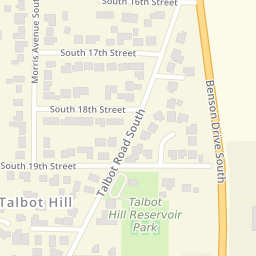 South 16th Street
South 17th Street
Morris Avenue South
Benson Drive South
South 18th Street
Talbot Road South
South 19th Street
Talbot Hill
Talbot
Hill Reservoir
Park